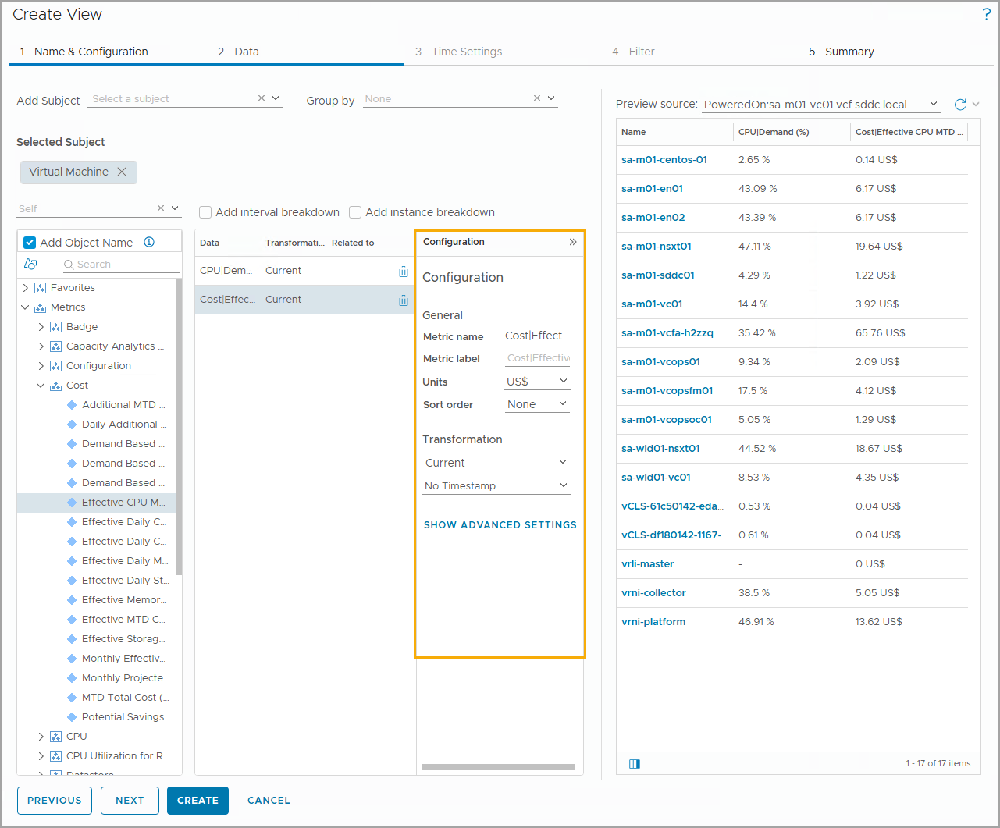 Create View
?
1 - Name & Configuration
2 - Data
3 - Time Settings
4 - Filter
5 - Summary
Add Subject
Select a subject
Group by
None
Selected Subject
Virtual Machine
Self
Add interval breakdown
Add instance breakdown
Add Object Name
Search
Favorites
Metrics
Badge
Capacity Analytics ...
Configuration
Cost
Additional MTD ...
Daily Additional ...
Demand Based ...
Demand Based ...
Demand Based ...
Effective CPU M...
Effective Daily C...
Effective Daily C...
Effective Daily M...
Effective Daily St...
Effective Memor...
Effective MTD C...
Effective Storag...
Monthly Effectiv...
Monthly Projecte...
MTD Total Cost (...
Potential Savings...
CPU
CPU Utilization for R...
Datastore
Data Transformati... Related to
CPU|Dem... Current
Cost|Effec... Current
Configuration
Configuration
General
Metric name Cost|Effect...
Metric label Cost|Effectiv
Units US$
Sort order None
Transformation
Current
No Timestamp
SHOW ADVANCED SETTINGS
Preview source: PoweredOn:sa-m01-vc01.vcf.sddc.local
Name CPU|Demand (%) Cost|Effective CPU MTD ...
sa-m01-centos-01 2.65 % 0.14 US$
sa-m01-en01 43.09 % 6.17 US$
sa-m01-en02 43.39 % 6.17 US$
sa-m01-nsxt01 47.11 % 19.64 US$
sa-m01-sddc01 4.29 % 1.22 US$
sa-m01-vc01 14.4 % 3.92 US$
sa-m01-vcfa-h2zzq 35.42 % 65.76 US$
sa-m01-vcops01 9.34 % 2.09 US$
sa-m01-vcopsfm01 17.5 % 4.12 US$
sa-m01-vcopsoc01 5.05 % 1.29 US$
sa-wld01-nsxt01 44.52 % 18.67 US$
sa-wld01-vc01 8.53 % 4.35 US$
vCLS-61c50142-eda... 0.53 % 0.04 US$
vCLS-df180142-1167-... 0.61 % 0.04 US$
vrli-master - 0 US$
vrni-collector 38.5 % 5.05 US$
vrni-platform 46.91 % 13.62 US$
1 - 17 of 17 items
PREVIOUS
NEXT
CREATE
CANCEL